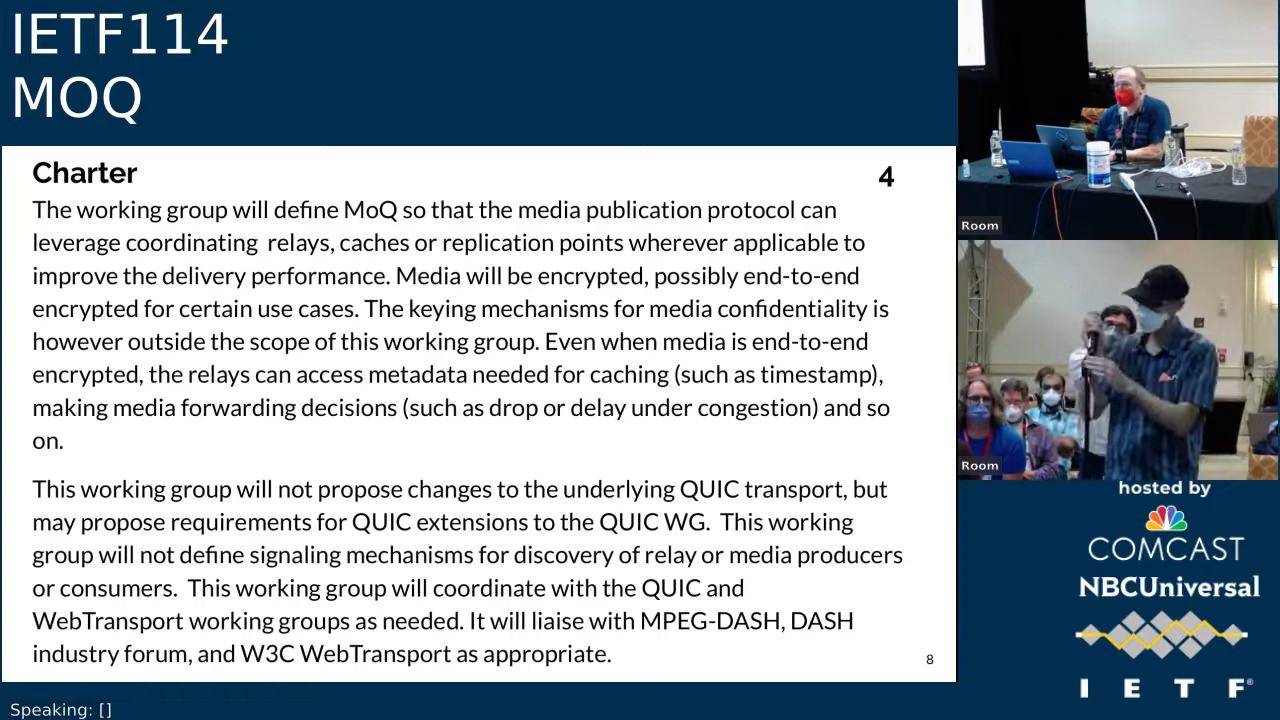 IETF114
MOQ
Charter 4
The working group will define MoQ so that the media publication protocol can
leverage coordinating relays, caches or replication points wherever applicable to
improve the delivery performance. Media will be encrypted, possibly end-to-end
encrypted for certain use cases. The keying mechanisms for media confidentiality is
however outside the scope of this working group. Even when media is end-to-end
encrypted, the relays can access metadata needed for caching (such as timestamp),
making media forwarding decisions (such as drop or delay under congestion) and so
on.
This working group will not propose changes to the underlying QUIC transport, but
may propose requirements for QUIC extensions to the QUIC WG. This working
group will not define signaling mechanisms for discovery of relay or media producers
or consumers. This working group will coordinate with the QUIC and
WebTransport working groups as needed. It will liaise with MPEG-DASH, DASH
industry forum, and W3C WebTransport as appropriate.
8
Speaking: []
Room
Room
hosted by
COMCAST
NBCUniversal
I E T F®